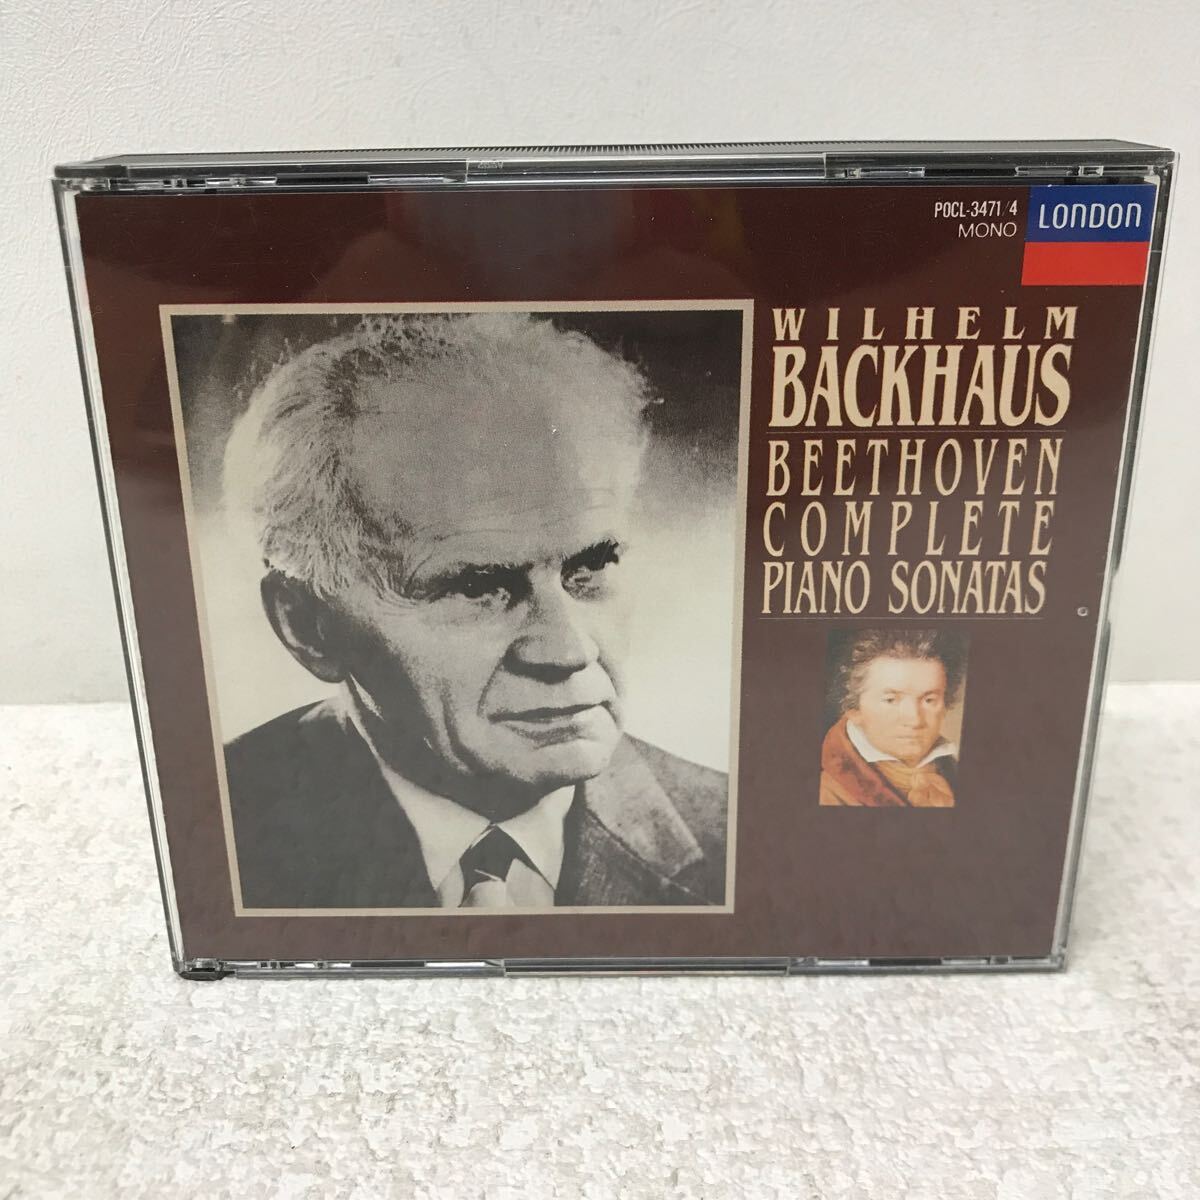 POCL-3471/4
MONO
LONDON
WILHELM
BACKHAUS
BEETHOVEN
COMPLETE
PIANO SONATAS